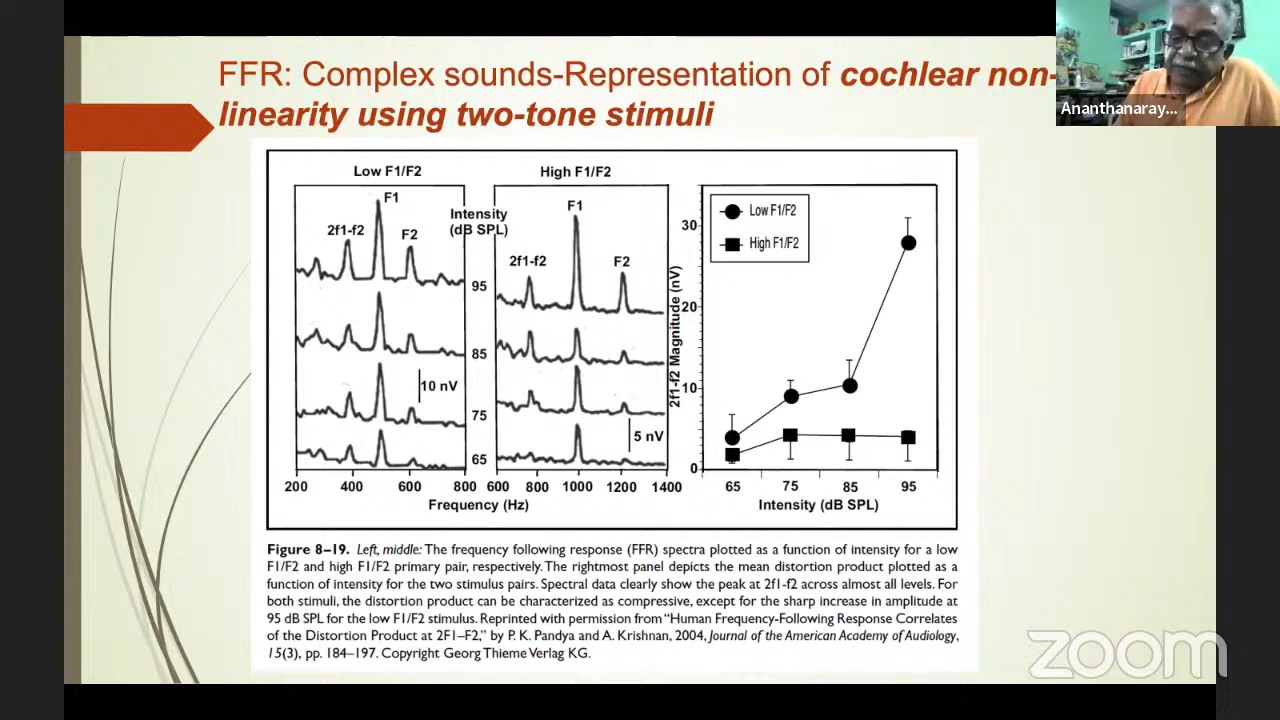 FFR: Complex sounds-Representation of cochlear non-
linearity using two-tone stimuli
Ananthanaray...
Low F1/F2
High F1/F2
F1
2f1-f2
F2
Intensity
(dB SPL)
F1
2f1-f2
F2
95
85
75
65
10 nV
5 nV
200 400 600 800
600 800 1000 1200 1400
Frequency (Hz)
Low F1/F2
High F1/F2
2f1-f2 Magnitude (nV)
30
20
10
0
65 75 85 95
Intensity (dB SPL)
Figure 8–19. Left, middle: The frequency following response (FFR) spectra plotted as a function of intensity for a low
F1/F2 and high F1/F2 primary pair, respectively. The rightmost panel depicts the mean distortion product plotted as a
function of intensity for the two stimulus pairs. Spectral data clearly show the peak at 2f1-f2 across almost all levels. For
both stimuli, the distortion product can be characterized as compressive, except for the sharp increase in amplitude at
95 dB SPL for the low F1/F2 stimulus. Reprinted with permission from “Human Frequency-Following Response Correlates
of the Distortion Product at 2F1–F2,” by P. K. Pandya and A. Krishnan, 2004, Journal of the American Academy of Audiology,
15(3), pp. 184–197. Copyright Georg Thieme Verlag KG.
zoom